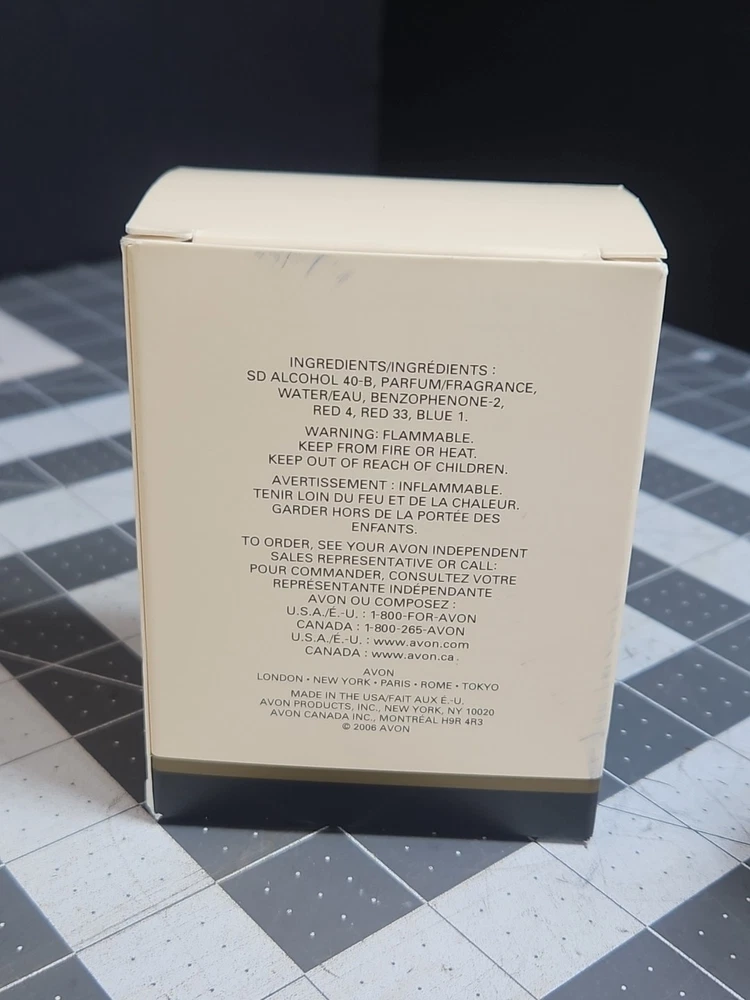 INGREDIENTS/INGRÉDIENTS :
SD ALCOHOL 40-B, PARFUM/FRAGRANCE,
WATER/EAU, BENZOPHENONE-2,
RED 4, RED 33, BLUE 1.
WARNING: FLAMMABLE.
KEEP FROM FIRE OR HEAT.
KEEP OUT OF REACH OF CHILDREN.
AVERTISSEMENT : INFLAMMABLE.
TENIR LOIN DU FEU ET DE LA CHALEUR.
GARDER HORS DE LA PORTÉE DES
ENFANTS.
TO ORDER, SEE YOUR AVON INDEPENDENT
SALES REPRESENTATIVE OR CALL:
POUR COMMANDER, CONSULTEZ VOTRE
REPRÉSENTANTE INDÉPENDANTE
AVON OU COMPOSEZ :
U.S.A./É.-U. : 1-800-FOR-AVON
CANADA : 1-800-265-AVON
U.S.A./É.-U. : www.avon.com
CANADA : www.avon.ca.
AVON
LONDON • NEW YORK • PARIS • ROME • TOKYO
MADE IN THE USA/FAIT AUX É.-U.
AVON PRODUCTS, INC., NEW YORK, NY 10020
AVON CANADA INC., MONTRÉAL H9R 4R3
© 2006 AVON